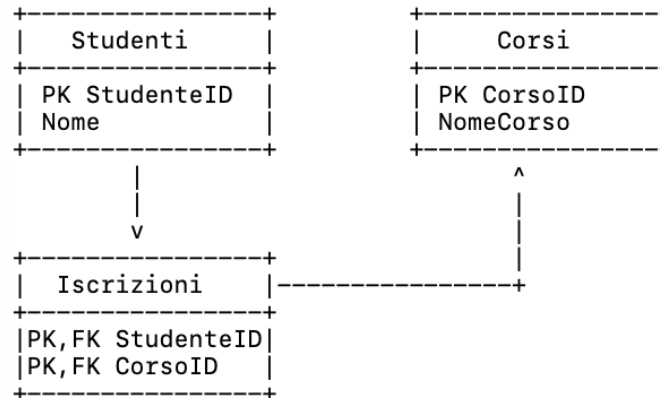 Studenti
Corsi
PK StudenteID
Nome
PK CorsoID
NomeCorso
Iscrizioni
PK,FK StudenteID
PK,FK CorsoID